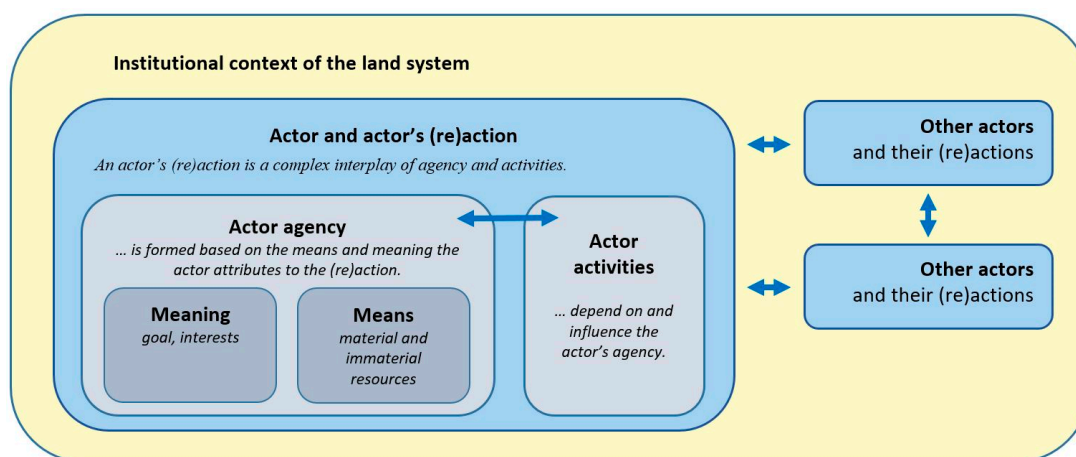 Institutional context of the land system
Actor and actor’s (re)action
An actor’s (re)action is a complex interplay of agency and activities.
Actor agency
… is formed based on the means and meaning the
actor attributes to the (re)action.
Meaning
goal, interests
Means
material and
immaterial
resources
Actor
activities
… depend on and
influence the
actor’s agency.
Other actors
and their (re)actions
Other actors
and their (re)actions